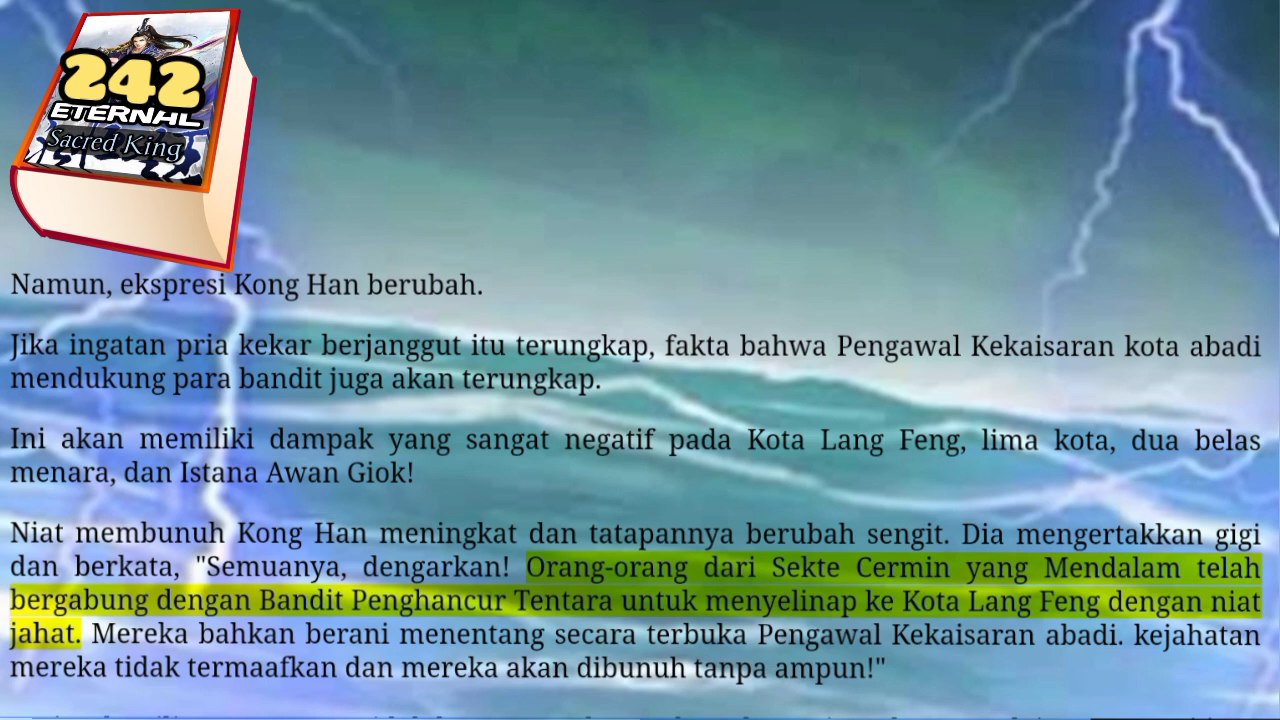 242
ETERNAL
Sacred King
Namun, ekspresi Kong Han berubah.
Jika ingatan pria kekar berjanggut itu terungkap, fakta bahwa Pengawal Kekaisaran kota abadi
mendukung para bandit juga akan terungkap.
Ini akan memiliki dampak yang sangat negatif pada Kota Lang Feng, lima kota, dua belas
menara, dan Istana Awan Giok!
Niat membunuh Kong Han meningkat dan tatapannya berubah sengit. Dia mengertakkan gigi
dan berkata, "Semuanya, dengarkan! Orang-orang dari Sekte Cermin yang Mendalam telah
bergabung dengan Bandit Penghancur Tentara untuk menyelinap ke Kota Lang Feng dengan niat
jahat. Mereka bahkan berani menentang secara terbuka Pengawal Kekaisaran abadi. kejahatan
mereka tidak termaafkan dan mereka akan dibunuh tanpa ampun!"